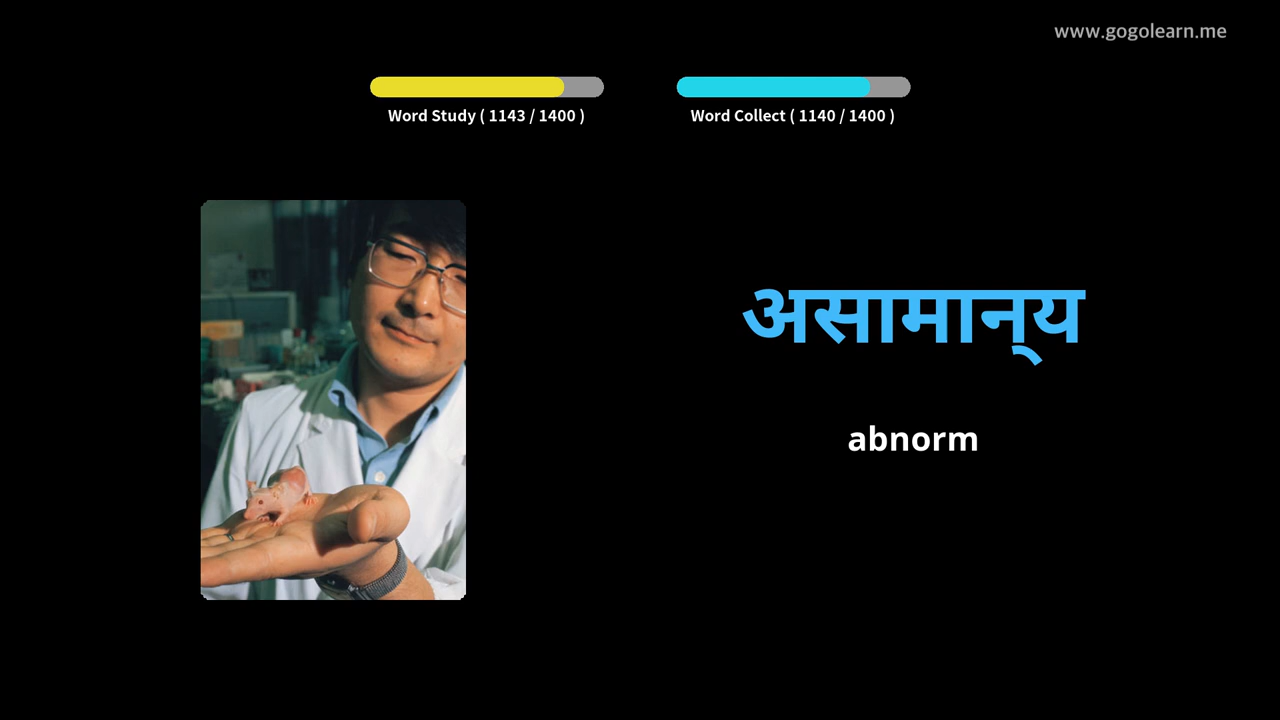 www.gogolearn.me
Word Study ( 1143 / 1400 )
Word Collect ( 1140 / 1400 )
असामान्‌य
abnorm